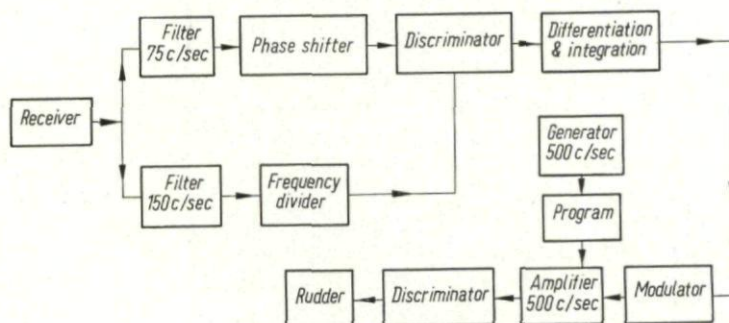 Filter
75 c/sec
Phase shifter
Discriminator
Differentiation
& integration
Receiver
Generator
500 c/sec
Filter
150 c/sec
Frequency
divider
Program
Rudder
Discriminator
Amplifier
500 c/sec
Modulator